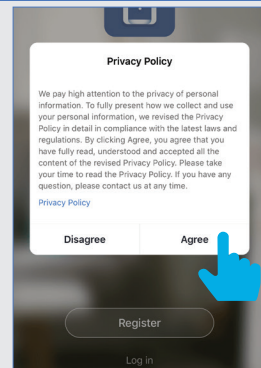 Privacy Policy
We pay high attention to the privacy of personal
information. To fully present how we collect and use
your personal information, we revised the Privacy
Policy in detail in compliance with the latest laws and
regulations. By clicking Agree, you agree that you
have fully read, understood and accepted all the
content of the revised Privacy Policy. Please take
your time to read the Privacy Policy. If you have any
question, please contact us at any time.
Privacy Policy
Disagree Agree
Register
Log in